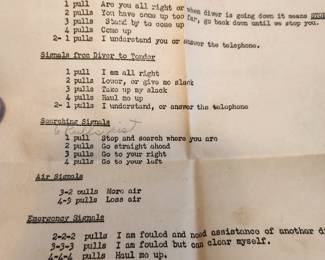 1 pull Are you all right or when diver is going down it means
2 pulls You have come up too far, go back down until we stop you.
3 pulls Stand by to come up
4 pulls Come up
2-1 pulls I understand you or answer the telephone.
Signals from Diver to Tender
1 pull I am all right
2 pulls Lower, or give me slack
3 pulls Take up my slack
4 pulls Haul me up
2-1 pulls I understand, or answer the telephone
Searching Signals
6 Pulls
1 pull Stop and search where you are
2 pulls Go straight ahead
3 pulls Go to your right
4 pulls Go to your left
Air Signals
3-2 pulls More air
4-3 pulls Less air
Emergency Signals
2-2-2 pulls I am fouled and need assistance of another di
3-3-3 pulls I am fouled but can clear myself.
4-4-4 pulls Haul me up.